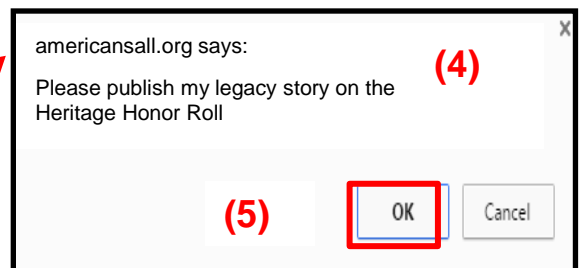 americansall.org says:
(4)
Please publish my legacy story on the
Heritage Honor Roll
(5)
OK
Cancel